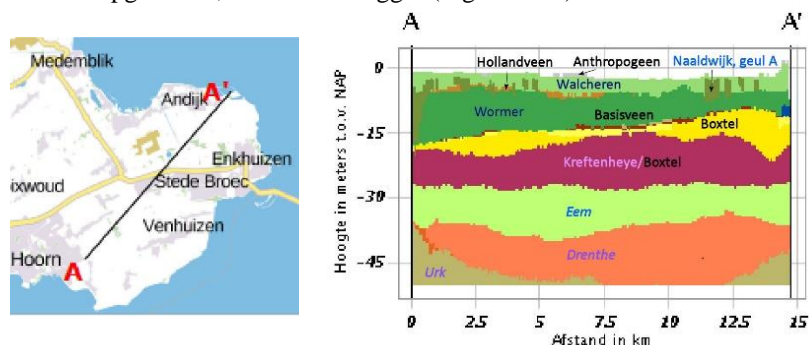 A A'
Medemblik
Andijk A'
Enkhuizen
ixwoud
Stede Broec
Venhuizen
Hoorn A
Hoogte in meters t.o.v. NAP
0
-15
-30
-45
Hollandveen Anthropogeen Naaldwijk, geul A
Walcheren
Wormer Basisveen Boxtel
Kreftenheye/Boxtel
Eem
Drenthe
Urk
0 2.5 5 7.5 10 12.5 15
Afstand in km